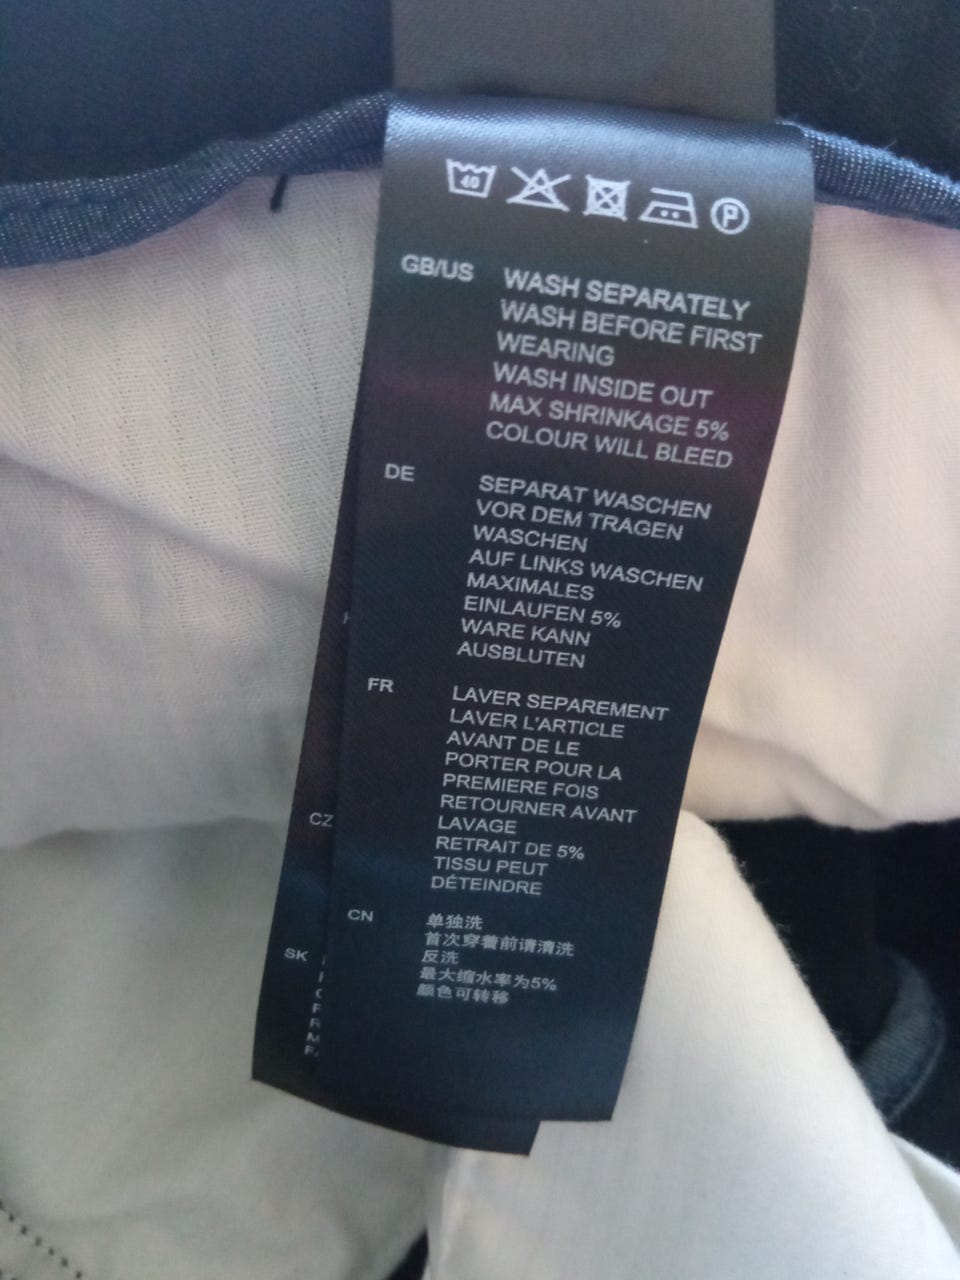 40 P
GB/US WASH SEPARATELY
WASH BEFORE FIRST
WEARING
WASH INSIDE OUT
MAX SHRINKAGE 5%
COLOUR WILL BLEED
DE SEPARAT WASCHEN
VOR DEM TRAGEN
WASCHEN
AUF LINKS WASCHEN
MAXIMALES
EINLAUFEN 5%
WARE KANN
AUSBLUTEN
FR LAVER SEPAREMENT
LAVER L'ARTICLE
AVANT DE LE
PORTER POUR LA
PREMIERE FOIS
RETOURNER AVANT
LAVAGE
RETRAIT DE 5%
TISSU PEUT
DÉTEINDRE
CN 单独洗
首次穿着前请清洗
反洗
最大缩水率为5%
颜色可转移
CZ
SK